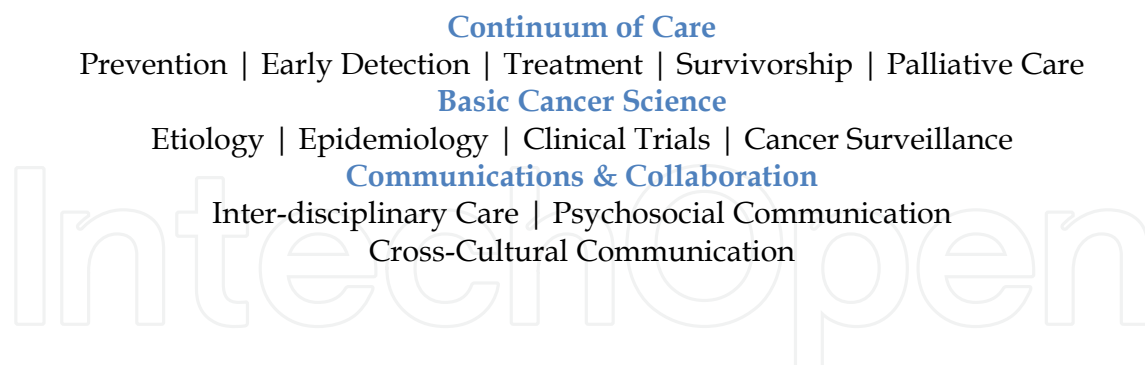 Continuum of Care
Prevention | Early Detection | Treatment | Survivorship | Palliative Care
Basic Cancer Science
Etiology | Epidemiology | Clinical Trials | Cancer Surveillance
Communications & Collaboration
Inter-disciplinary Care | Psychosocial Communication
Cross-Cultural Communication
IntechOpen